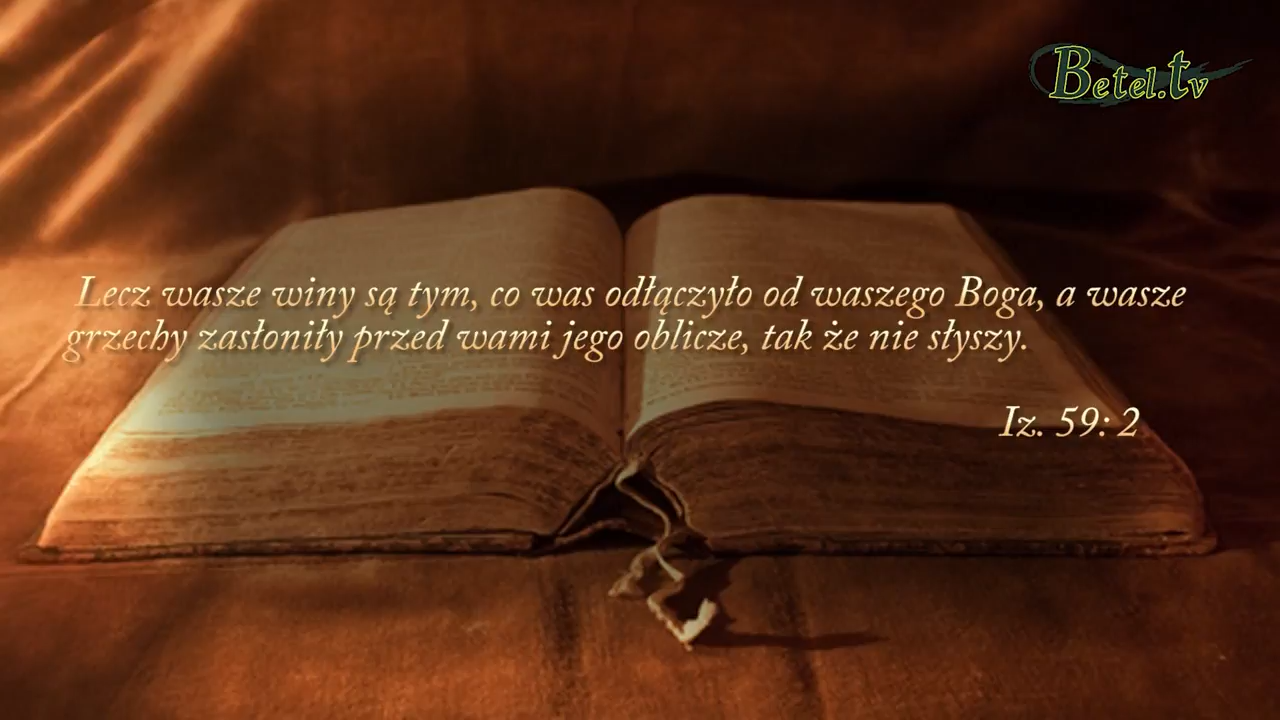 Betel.tv
Lecz wasze winy są tym, co was odłączyło od waszego Boga, a wasze
grzechy zasłoniły przed wami jego oblicze, tak że nie słyszy.
Iz. 59: 2